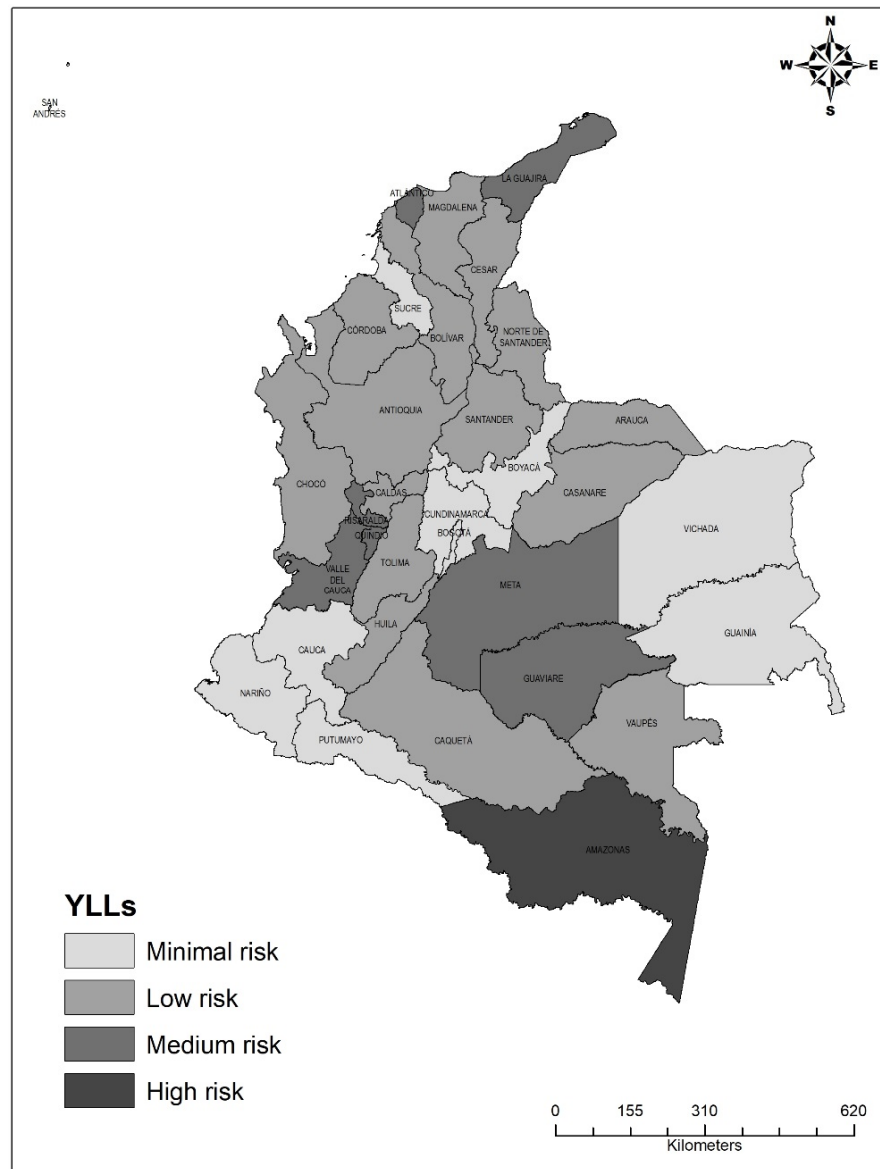 N
W E
S
SAN
ANDRÉS
LA GUAJIRA
ATLÁNTICO
MAGDALENA
CESAR
SUCRE
CÓRDOBA
BOLÍVAR
NORTE DE
SANTANDER
ANTIOQUIA
SANTANDER
ARAUCA
BOYACÁ
CHOCÓ
CALDAS
CASANARE
CUNDINAMARCA
RISARALDA
BOGOTÁ
QUINDIO
VICHADA
VALLE
DEL
CAUCA
TOLIMA
META
HUILA
GUAINÍA
CAUCA
GUAVIARE
NARIÑO
VAUPÉS
PUTUMAYO
CAQUETÁ
AMAZONAS
YLLs
Minimal risk
Low risk
Medium risk
High risk
0 155 310 620
Kilometers